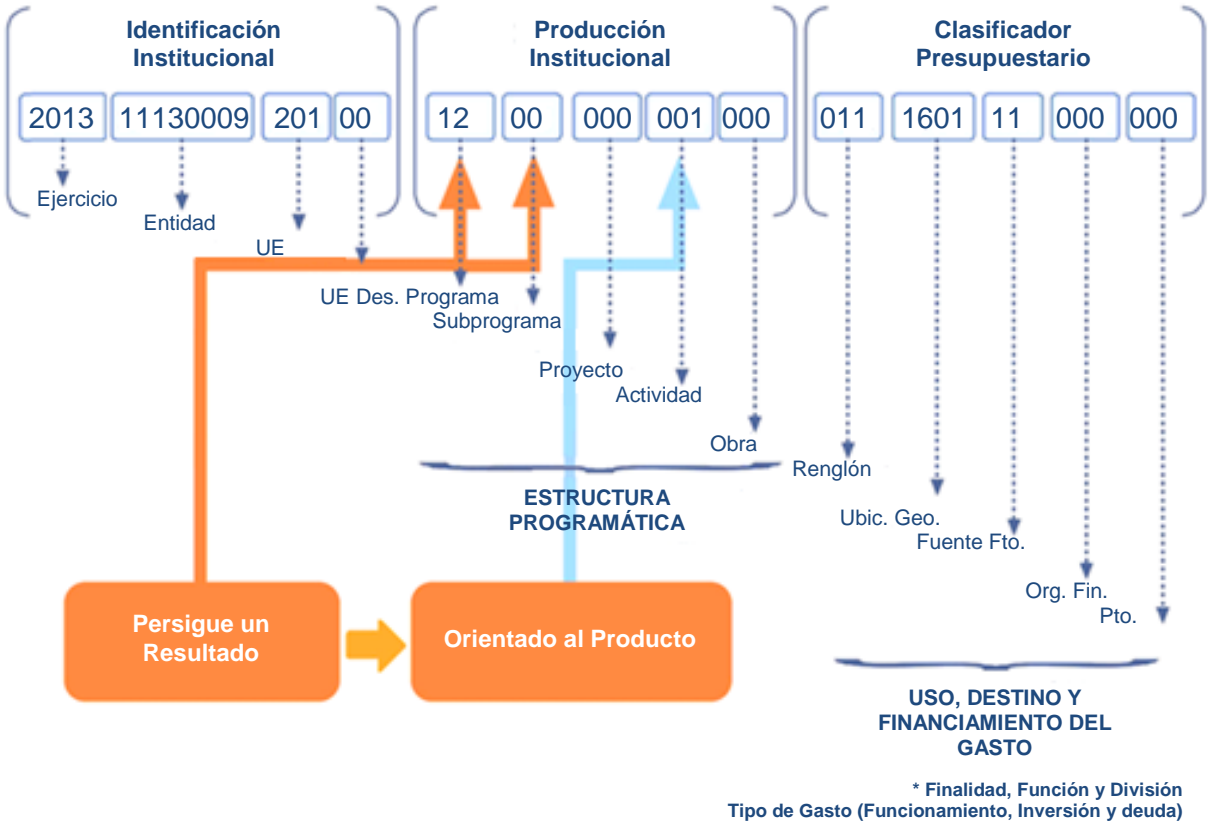 Identificación
Institucional
Producción
Institucional
Clasificador
Presupuestario
2013 11130009 201 00
12 00 000 001 000
011 1601 11 000 000
Ejercicio
Entidad
UE
UE Des. Programa
Subprograma
Proyecto
Actividad
Obra
Renglón
Ubic. Geo.
Fuente Fto.
Org. Fin.
Pto.
ESTRUCTURA
PROGRAMÁTICA
Persigue un
Resultado
Orientado al Producto
USO, DESTINO Y
FINANCIAMIENTO DEL
GASTO
* Finalidad, Función y División
Tipo de Gasto (Funcionamiento, Inversión y deuda)